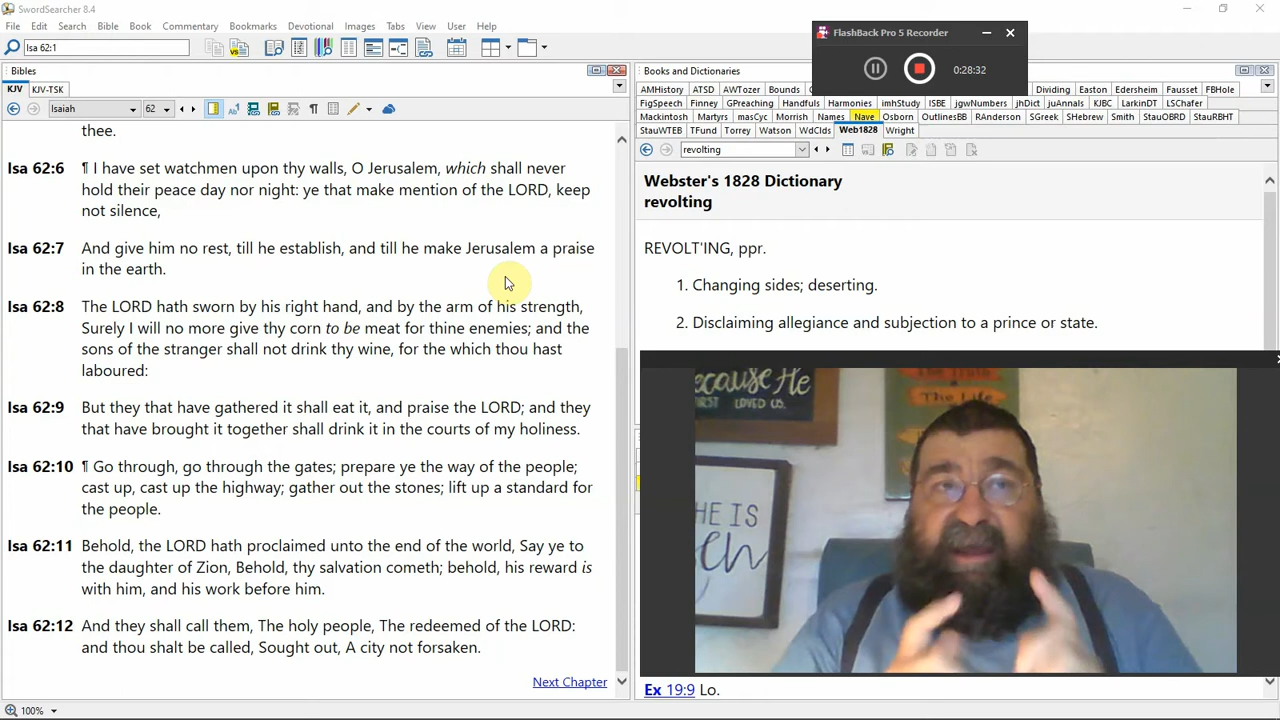 SwordSearcher 8.4
File Edit Search Bible Book Commentary Bookmarks Devotional Images Tabs View User Help
Isa 62:1
VS
FlashBack Pro 5 Recorder
0:28:32
Bibles
KJV KJV-TSK
Isaiah 62
thee.
Isa 62:6 ¶ I have set watchmen upon thy walls, O Jerusalem, which shall never
hold their peace day nor night: ye that make mention of the LORD, keep
not silence,
Isa 62:7 And give him no rest, till he establish, and till he make Jerusalem a praise
in the earth.
Isa 62:8 The LORD hath sworn by his right hand, and by the arm of his strength,
Surely I will no more give thy corn to be meat for thine enemies; and the
sons of the stranger shall not drink thy wine, for the which thou hast
laboured:
Isa 62:9 But they that have gathered it shall eat it, and praise the LORD; and they
that have brought it together shall drink it in the courts of my holiness.
Isa 62:10 ¶ Go through, go through the gates; prepare ye the way of the people;
cast up, cast up the highway; gather out the stones; lift up a standard for
the people.
Isa 62:11 Behold, the LORD hath proclaimed unto the end of the world, Say ye to
the daughter of Zion, Behold, thy salvation cometh; behold, his reward is
with him, and his work before him.
Isa 62:12 And they shall call them, The holy people, The redeemed of the LORD:
and thou shalt be called, Sought out, A city not forsaken.
Next Chapter
100%
Books and Dictionaries
AMHistory ATSD AWTozer Bounds Dividing Easton Edersheim Fausset FBHole
FigSpeech Finney GPreaching Handfuls Harmonies imhStudy ISBE jgwNumbers jhDict juAnnals KJBC LarkinDT LSChafer
Mackintosh Martyrs masCyc Morrish Names Nave Osborn OutlinesBB RAnderson SGreek SHebrew Smith StauOBRD StauRBHT
StauWTEB TFund Torrey Watson WdClds Web1828 Wright
revolting
Webster's 1828 Dictionary
revolting
REVOLT'ING, ppr.
1. Changing sides; deserting.
2. Disclaiming allegiance and subjection to a prince or state.
ecause He
FIRST LOVED US.
The Truth
The Life
HE IS
Ex 19:9 Lo.